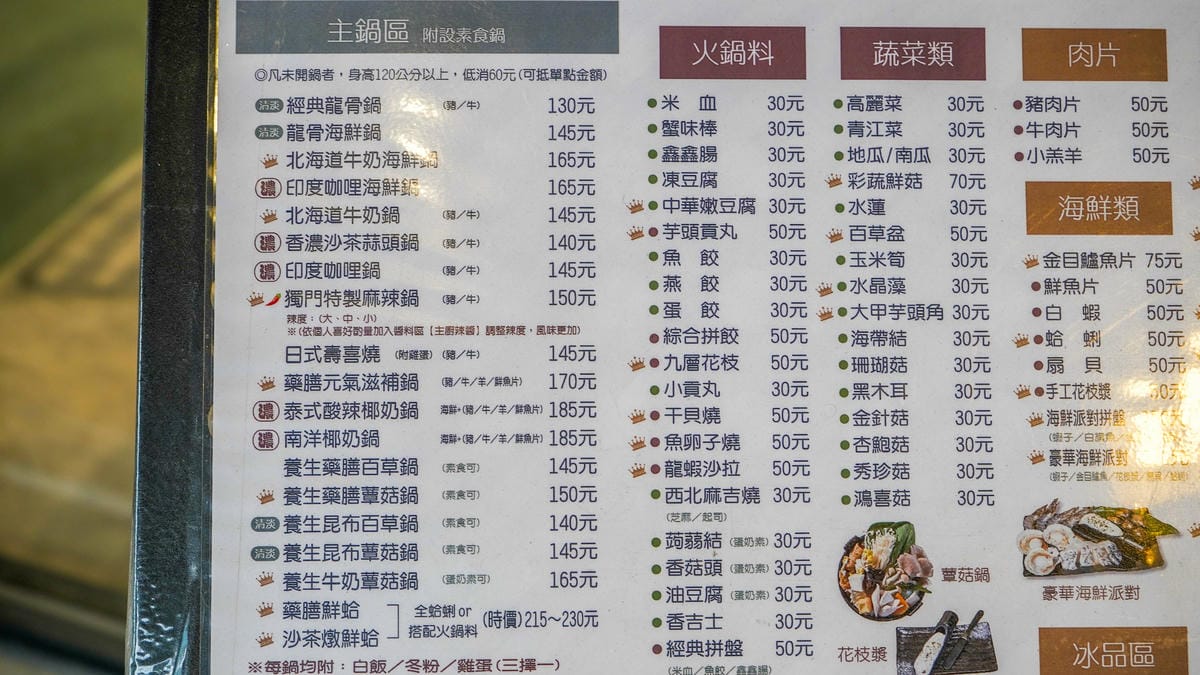 主鍋區 附設素食鍋
◎凡未開鍋者，身高120公分以上，低消60元(可抵單點金額)
清淡 經典龍骨鍋 (豬／牛) 130元
清淡 龍骨海鮮鍋 145元
北海道牛奶海鮮鍋 165元
濃 印度咖哩海鮮鍋 165元
北海道牛奶鍋 (豬／牛) 145元
濃 香濃沙茶蒜頭鍋 (豬／牛) 140元
濃 印度咖哩鍋 (豬／牛) 145元
獨門特製麻辣鍋 (豬／牛) 150元
辣度：(大、中、小)
※(依個人喜好酌量加入醬料區【主廚辣醬】調整辣度，風味更加)
日式壽喜燒 (附雞蛋) (豬／牛) 145元
藥膳元氣滋補鍋 (豬／牛／羊／鮮魚片) 170元
濃 泰式酸辣椰奶鍋 海鮮+(豬／牛／羊／鮮魚片) 185元
濃 南洋椰奶鍋 海鮮+(豬／牛／羊／鮮魚片) 185元
養生藥膳百草鍋 (素食可) 145元
養生藥膳蕈菇鍋 (素食可) 150元
清淡 養生昆布百草鍋 (素食可) 140元
清淡 養生昆布蕈菇鍋 (素食可) 145元
養生牛奶蕈菇鍋 (蛋奶素可) 165元
藥膳鮮蛤
沙茶燉鮮蛤
全蛤蜊 or
搭配火鍋料
(時價)215～230元
※每鍋均附：白飯／冬粉／雞蛋(三擇一)
火鍋料
米 血 30元
蟹味棒 30元
鑫鑫腸 30元
凍豆腐 30元
中華嫩豆腐 30元
芋頭貢丸 50元
魚 餃 30元
燕 餃 30元
蛋 餃 30元
綜合拼餃 50元
九層花枝 50元
小貢丸 30元
干貝燒 50元
魚卵子燒 50元
龍蝦沙拉 50元
西北麻吉燒 30元
(芝麻／起司)
蒟蒻結 (蛋奶素) 30元
香菇頭 (蛋奶素) 30元
油豆腐 (蛋奶素) 30元
香吉士 30元
經典拼盤 50元
(米血／魚餃／鑫鑫腸)
蔬菜類
高麗菜 30元
青江菜 30元
地瓜/南瓜 30元
彩蔬鮮菇 70元
水蓮 30元
百草盆 50元
玉米筍 30元
水晶藻 30元
大甲芋頭角 30元
海帶結 30元
珊瑚菇 30元
黑木耳 30元
金針菇 30元
杏鮑菇 30元
秀珍菇 30元
鴻喜菇 30元
蕈菇鍋
花枝漿
肉片
豬肉片 50元
牛肉片 50元
小羔羊 50元
海鮮類
金目鱸魚片 75元
鮮魚片 50元
白 蝦 50元
蛤 蜊 50元
扇 貝 50元
手工花枝漿 50元
海鮮派對拼盤
豪華海鮮派對
豪華海鮮派對
冰品區